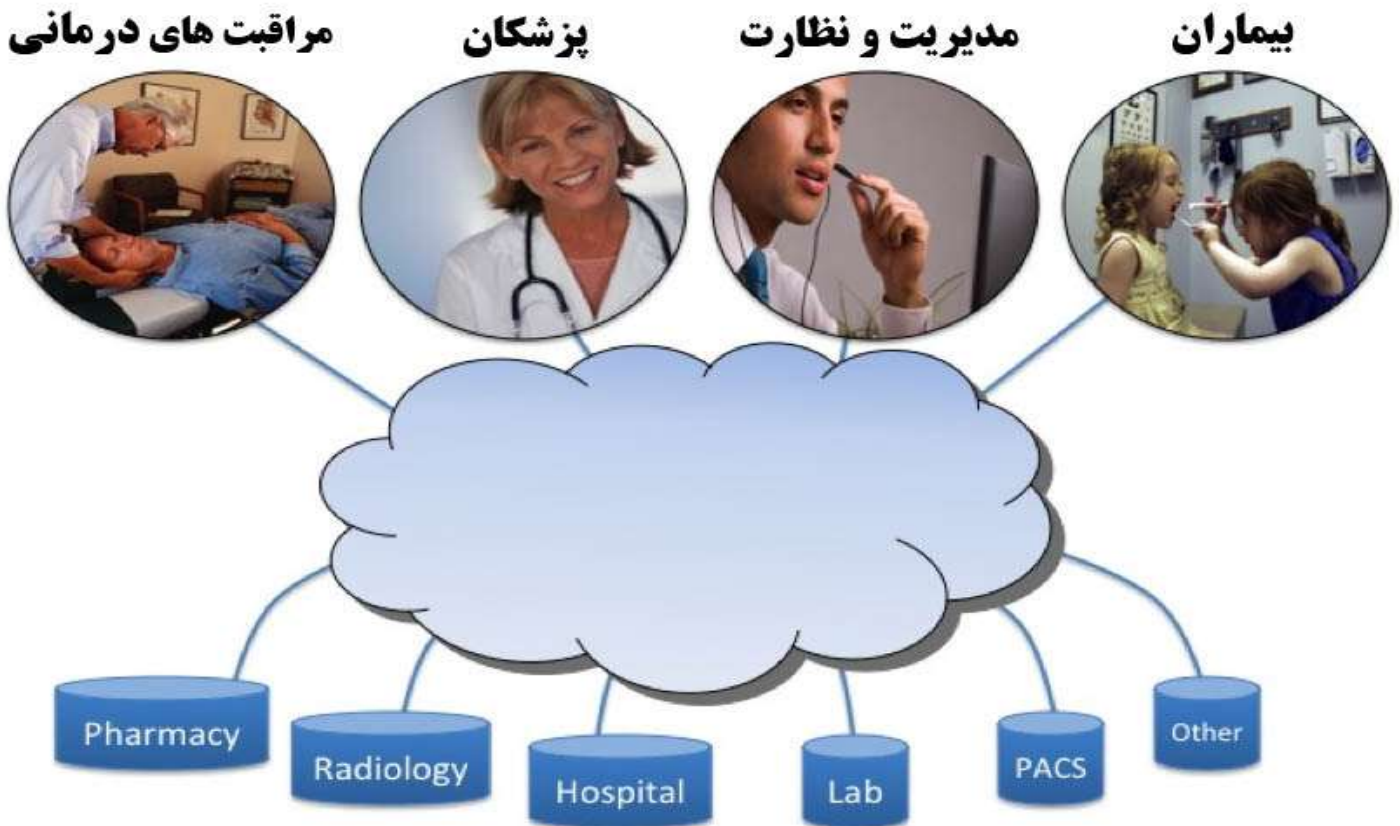 بیماران
مدیریت و نظارت
پزشکان
مراقبت های درمانی
Pharmacy
Radiology
Hospital
Lab
PACS
Other